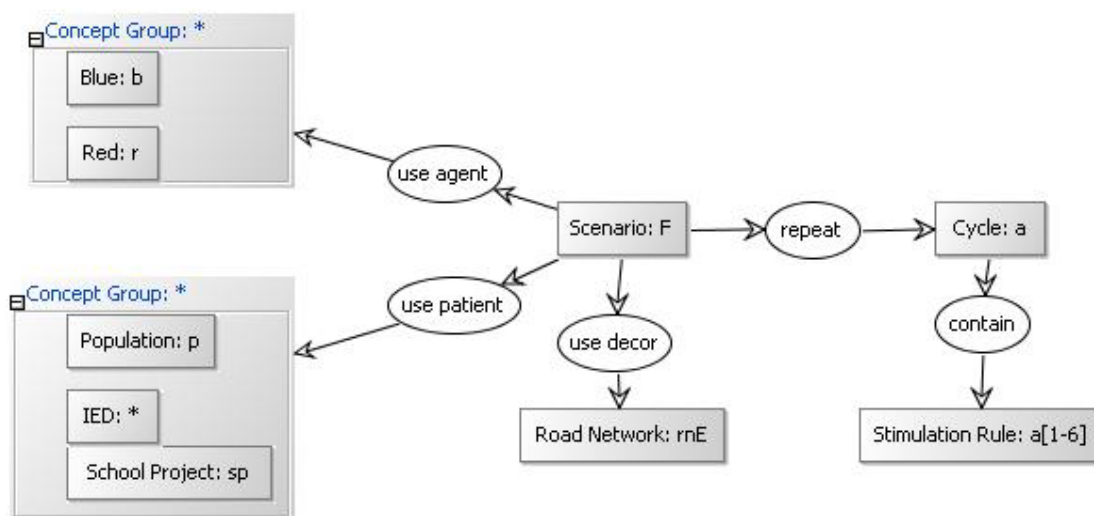 Concept Group: *
Blue: b
Red: r
use agent
Scenario: F
repeat
Cycle: a
Concept Group: *
Population: p
IED: *
School Project: sp
use patient
use decor
contain
Road Network: rnE
Stimulation Rule: a[1-6]